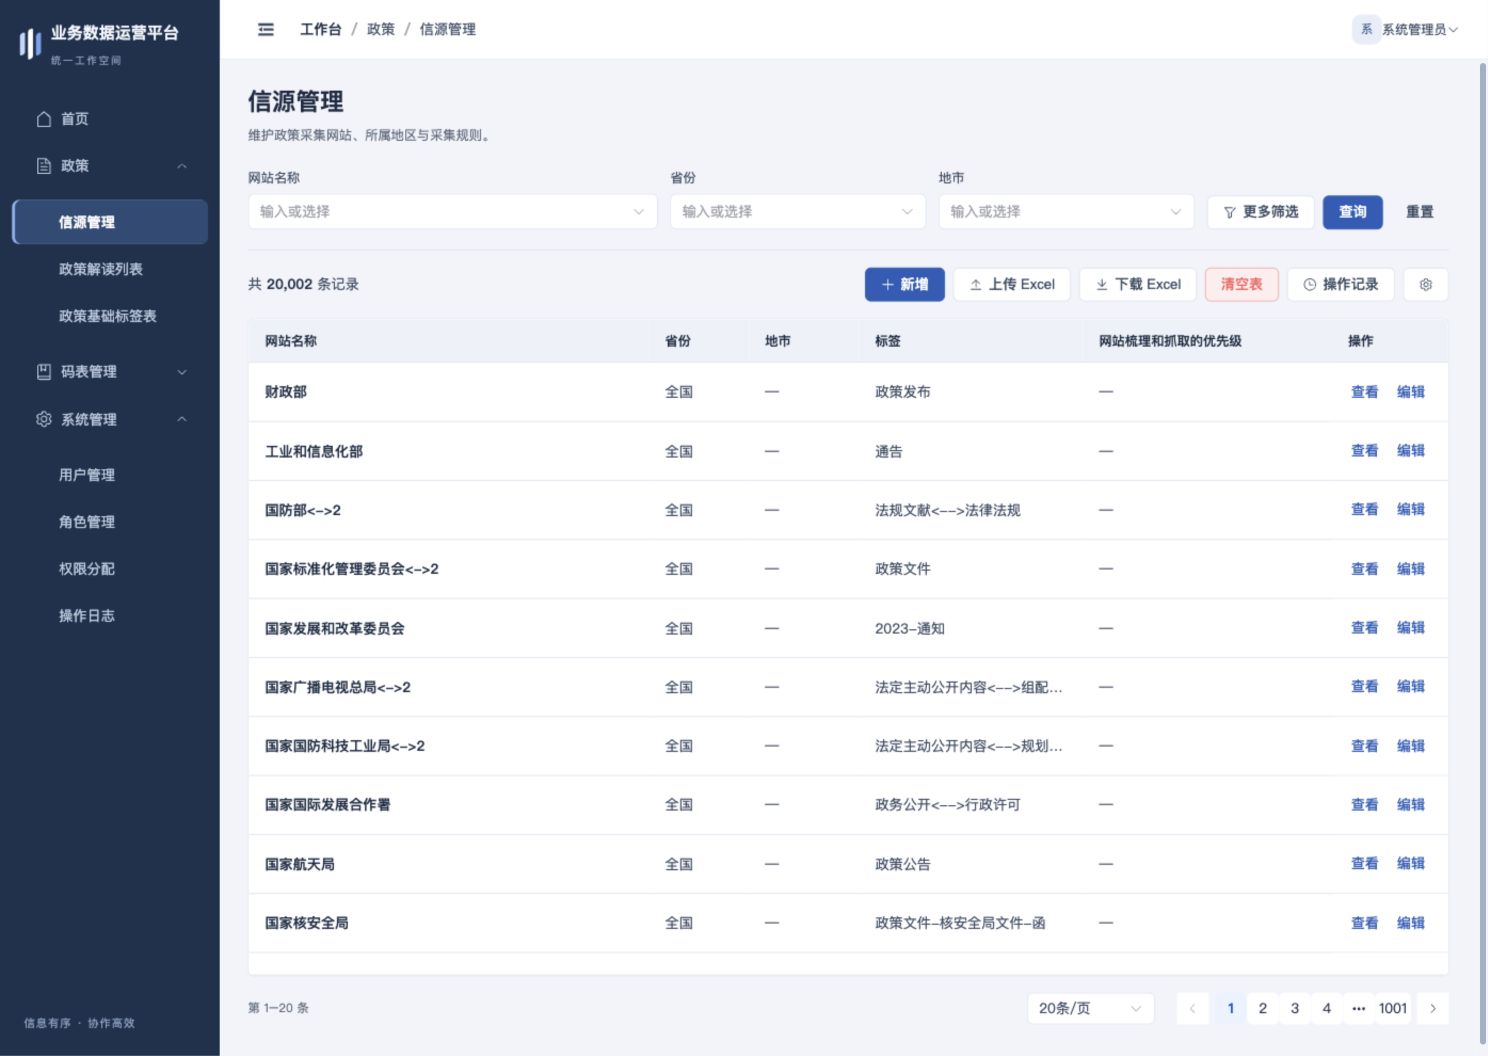 业务数据运营平台
统一工作空间
首页
政策
信源管理
政策解读列表
政策基础标签表
码表管理
系统管理
用户管理
角色管理
权限分配
操作日志
信息有序 · 协作高效
工作台 / 政策 / 信源管理
系 系统管理员
信源管理
维护政策采集网站、所属地区与采集规则。
网站名称 省份 地市
输入或选择 输入或选择 输入或选择 更多筛选 查询 重置
共 20,002 条记录 新增 上传 Excel 下载 Excel 清空表 操作记录
网站名称 省份 地市 标签 网站梳理和抓取的优先级 操作
财政部 全国 — 政策发布 — 查看 编辑
工业和信息化部 全国 — 通告 — 查看 编辑
国防部<->2 全国 — 法规文献<-->法律法规 — 查看 编辑
国家标准化管理委员会<->2 全国 — 政策文件 — 查看 编辑
国家发展和改革委员会 全国 — 2023-通知 — 查看 编辑
国家广播电视总局<->2 全国 — 法定主动公开内容<-->组配... — 查看 编辑
国家国防科技工业局<->2 全国 — 法定主动公开内容<-->规划... — 查看 编辑
国家国际发展合作署 全国 — 政务公开<-->行政许可 — 查看 编辑
国家航天局 全国 — 政策公告 — 查看 编辑
国家核安全局 全国 — 政策文件-核安全局文件-函 — 查看 编辑
第 1—20 条 20条/页 1 2 3 4 ••• 1001